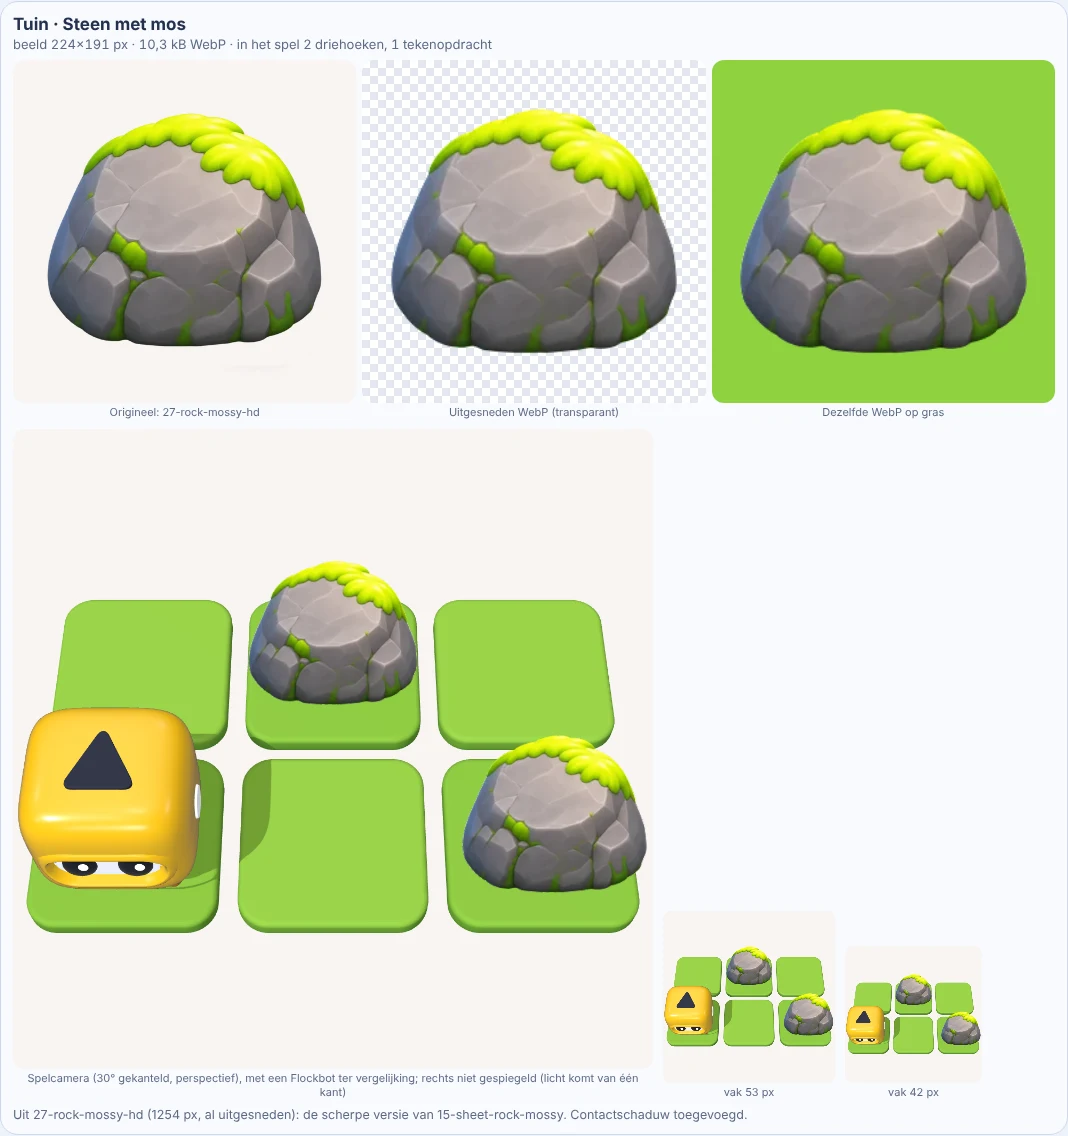 Tuin · Steen met mos
beeld 224×191 px · 10,3 kB WebP · in het spel 2 driehoeken, 1 tekenopdracht
Origineel: 27-rock-mossy-hd
Uitgesneden WebP (transparant)
Dezelfde WebP op gras
Spelcamera (30° gekanteld, perspectief), met een Flockbot ter vergelijking; rechts niet gespiegeld (licht komt van één
kant)
vak 53 px
vak 42 px
Uit 27-rock-mossy-hd (1254 px, al uitgesneden): de scherpe versie van 15-sheet-rock-mossy. Contactschaduw toegevoegd.